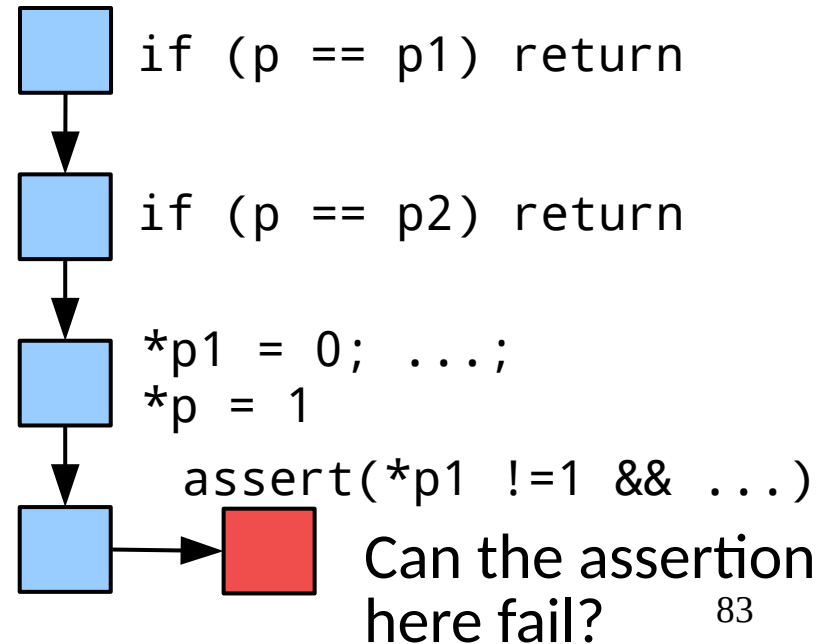 if (p == p1) return
if (p == p2) return
*p1 = 0; ...;
*p = 1
assert(*p1 !=1 && ...)
Can the assertion
here fail?
83